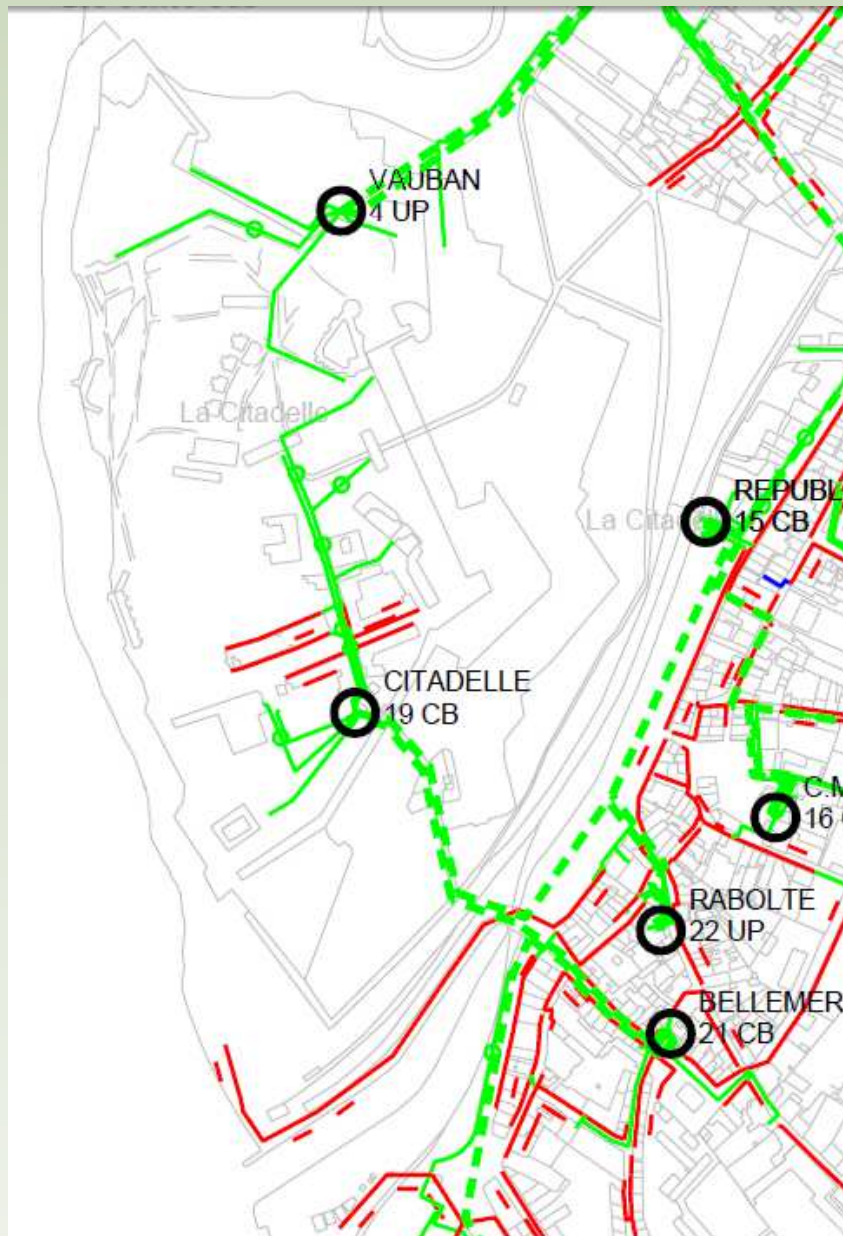 VAUBAN
4 UP
La Citadelle
REPUBL
La Cita
15 CB
CITADELLE
19 CB
C.M
16
RABOLTE
22 UP
BELLEMER
21 CB